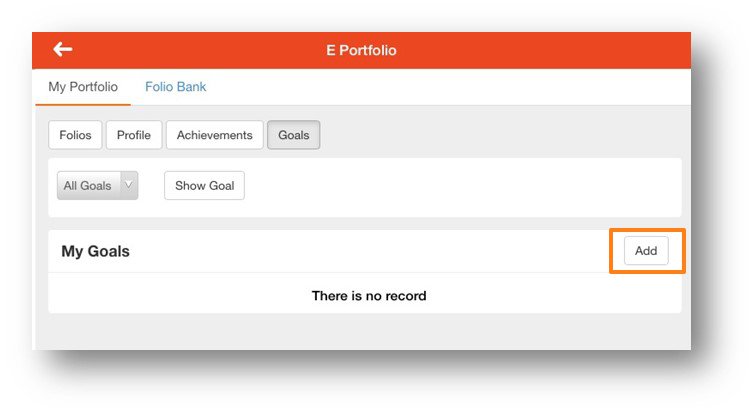 E Portfolio
My Portfolio Folio Bank
Folios Profile Achievements Goals
All Goals Show Goal
My Goals Add
There is no record